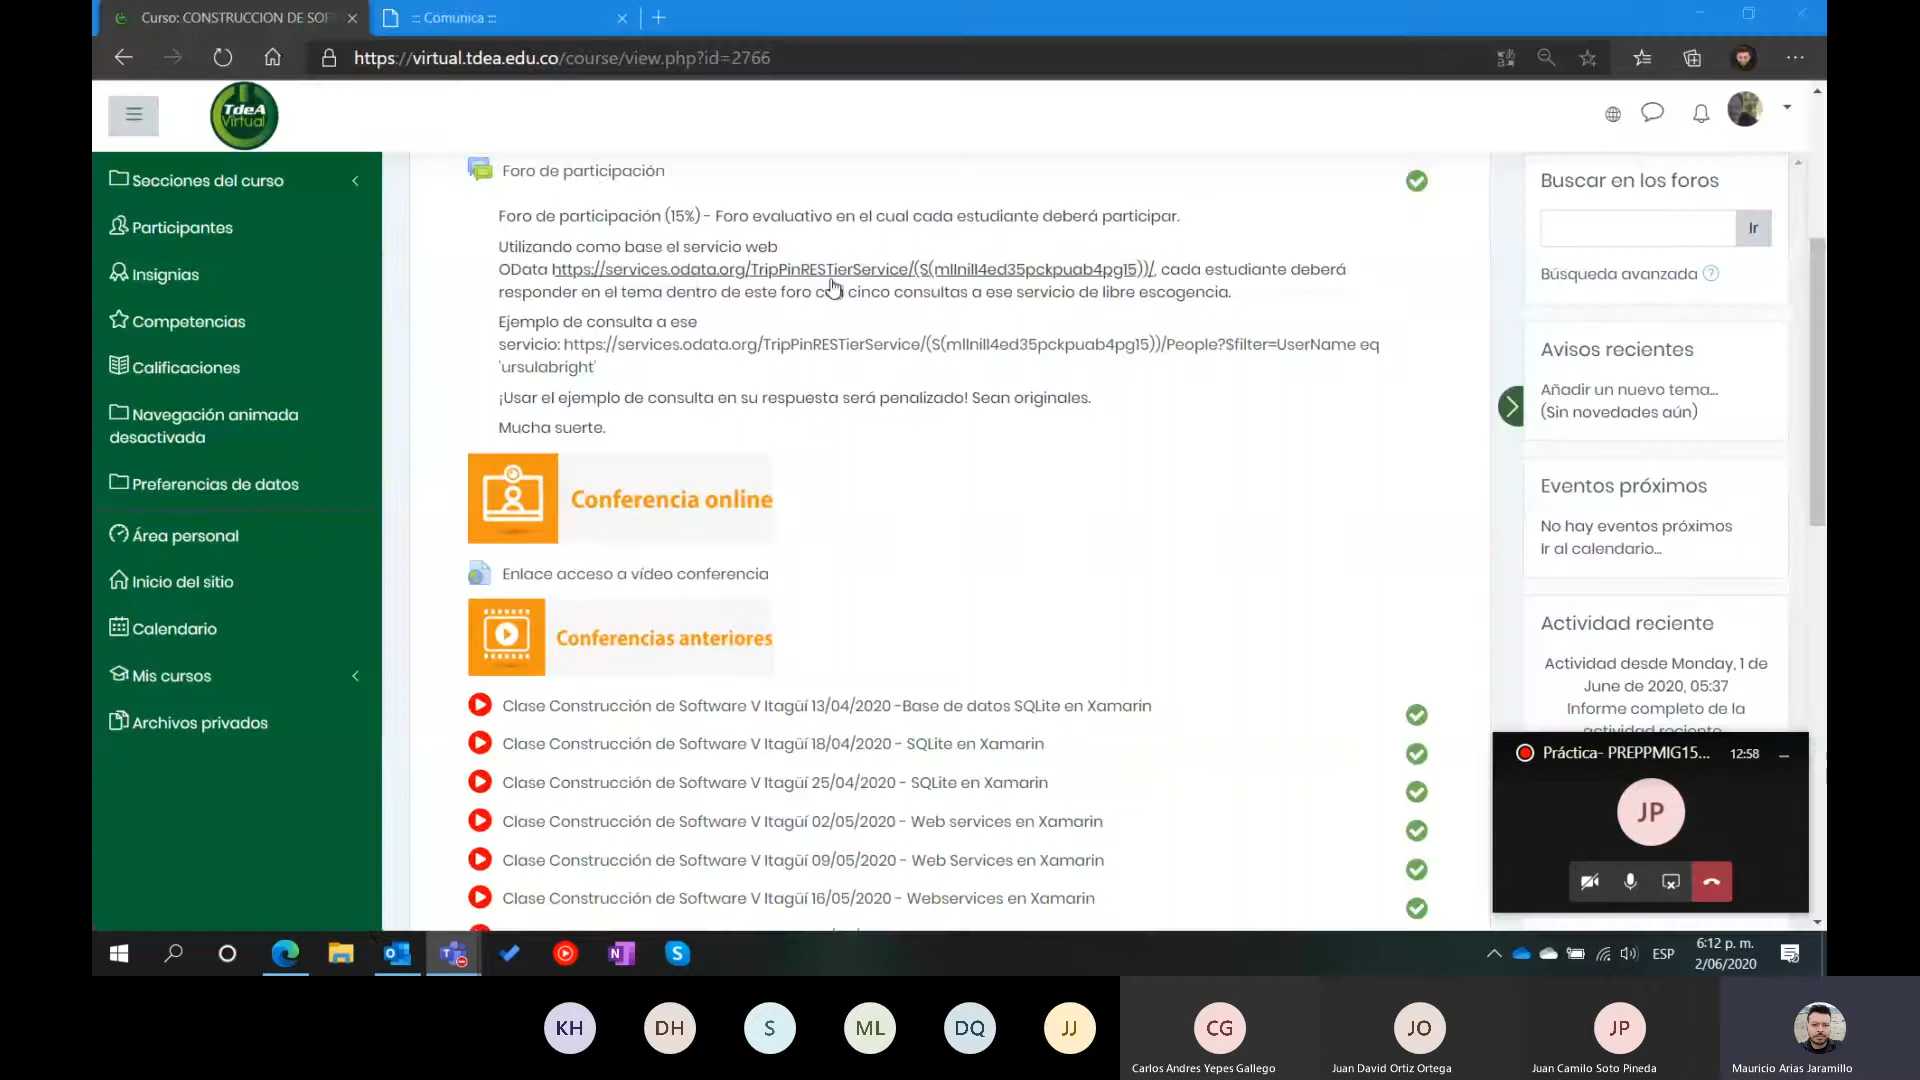 Curso: CONSTRUCCION DE SOF
::: Comunica :::
https://virtual.tdea.edu.co/course/view.php?id=2766
TdeA
Virtual
Secciones del curso
Participantes
Insignias
Competencias
Calificaciones
Navegación animada
desactivada
Preferencias de datos
Área personal
Inicio del sitio
Calendario
Mis cursos
Archivos privados
Foro de participación
Foro de participación (15%) - Foro evaluativo en el cual cada estudiante deberá participar.
Utilizando como base el servicio web
OData https://services.odata.org/TripPinRESTierService/(S(mllnill4ed35pckpuab4pg15))/, cada estudiante deberá
responder en el tema dentro de este foro con cinco consultas a ese servicio de libre escogencia.
Ejemplo de consulta a ese
servicio: https://services.odata.org/TripPinRESTierService/(S(mllnill4ed35pckpuab4pg15))/People?$filter=UserName eq
'ursulabright'
¡Usar el ejemplo de consulta en su respuesta será penalizado! Sean originales.
Mucha suerte.
Conferencia online
Enlace acceso a vídeo conferencia
Conferencias anteriores
Clase Construcción de Software V Itagüí 13/04/2020 -Base de datos SQLite en Xamarin
Clase Construcción de Software V Itagüí 18/04/2020 - SQLite en Xamarin
Clase Construcción de Software V Itagüí 25/04/2020 - SQLite en Xamarin
Clase Construcción de Software V Itagüí 02/05/2020 - Web services en Xamarin
Clase Construcción de Software V Itagüí 09/05/2020 - Web Services en Xamarin
Clase Construcción de Software V Itagüí 16/05/2020 - Webservices en Xamarin
Buscar en los foros
Ir
Búsqueda avanzada
Avisos recientes
Añadir un nuevo tema...
(Sin novedades aún)
Eventos próximos
No hay eventos próximos
Ir al calendario...
Actividad reciente
Actividad desde Monday, 1 de
June de 2020, 05:37
Informe completo de la
actividad reciente
Práctica- PREPPMIG15... 12:58
JP
ESP
6:12 p. m.
2/06/2020
KH
DH
S
ML
DQ
JJ
CG
JO
JP
Carlos Andres Yepes Gallego
Juan David Ortiz Ortega
Juan Camilo Soto Pineda
Mauricio Arias Jaramillo